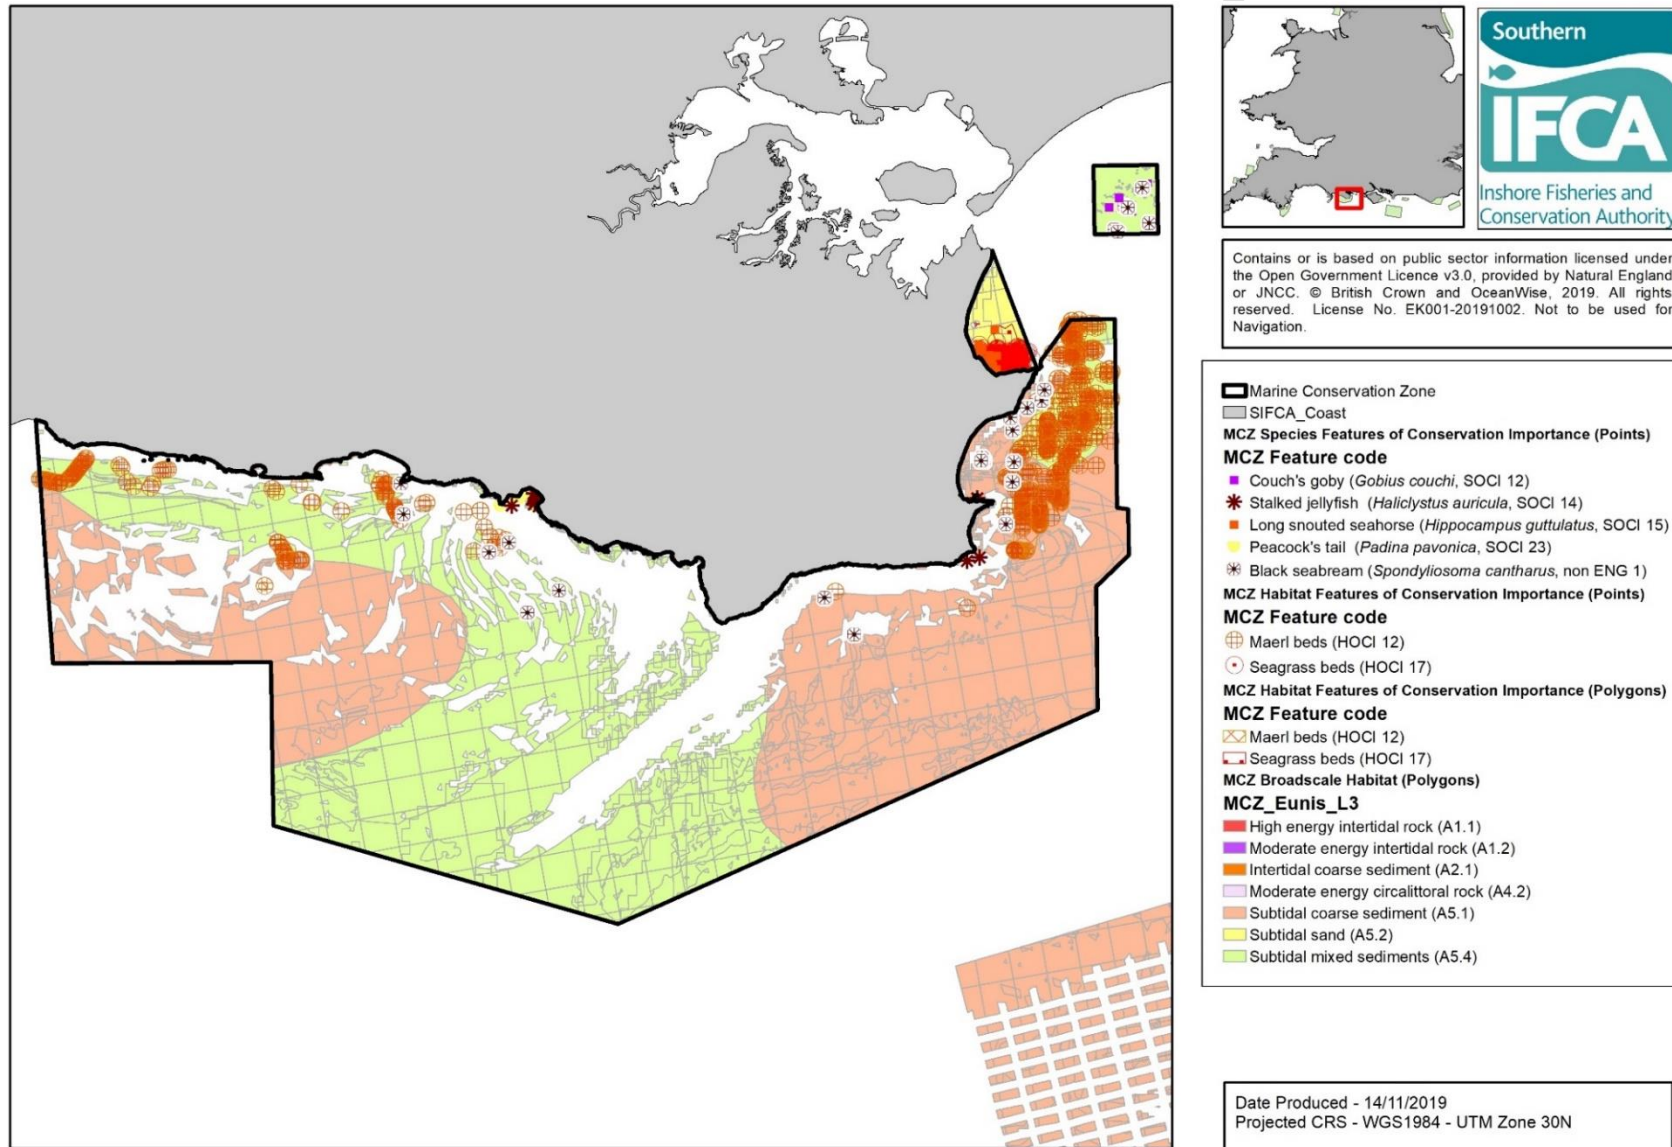 Southern
IFCA
Inshore Fisheries and
Conservation Authority
Contains or is based on public sector information licensed under
the Open Government Licence v3.0, provided by Natural England
or JNCC. © British Crown and OceanWise, 2019. All rights
reserved. License No. EK001-20191002. Not to be used for
Navigation.
Marine Conservation Zone
SIFCA_Coast
MCZ Species Features of Conservation Importance (Points)
MCZ Feature code
Couch's goby (Gobius couchi, SOCI 12)
Stalked jellyfish (Haliclystus auricula, SOCI 14)
Long snouted seahorse (Hippocampus guttulatus, SOCI 15)
Peacock's tail (Padina pavonica, SOCI 23)
Black seabream (Spondyliosoma cantharus, non ENG 1)
MCZ Habitat Features of Conservation Importance (Points)
MCZ Feature code
Maerl beds (HOCI 12)
Seagrass beds (HOCI 17)
MCZ Habitat Features of Conservation Importance (Polygons)
MCZ Feature code
Maerl beds (HOCI 12)
Seagrass beds (HOCI 17)
MCZ Broadscale Habitat (Polygons)
MCZ_Eunis_L3
High energy intertidal rock (A1.1)
Moderate energy intertidal rock (A1.2)
Intertidal coarse sediment (A2.1)
Moderate energy circalittoral rock (A4.2)
Subtidal coarse sediment (A5.1)
Subtidal sand (A5.2)
Subtidal mixed sediments (A5.4)
Date Produced - 14/11/2019
Projected CRS - WGS1984 - UTM Zone 30N